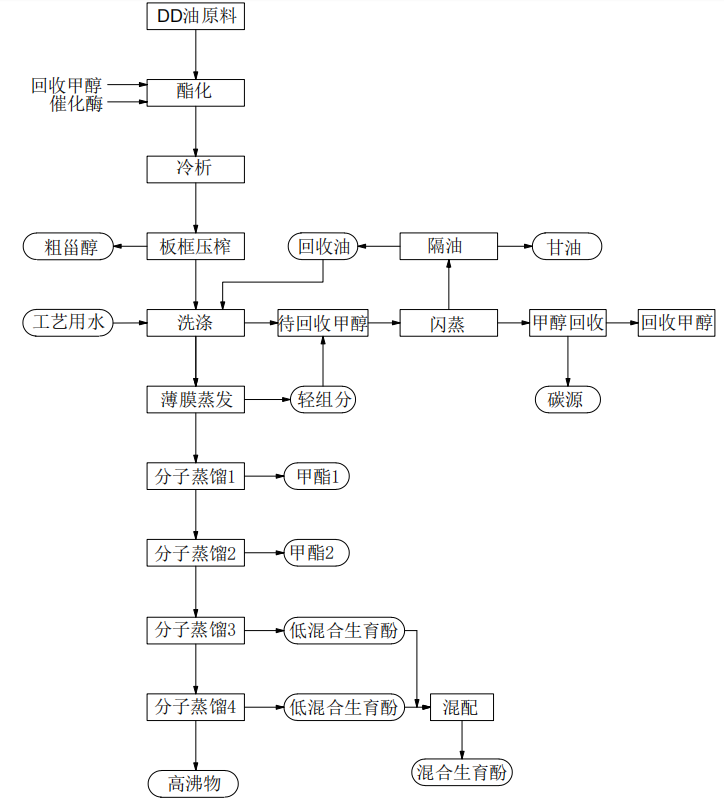 DD油原料
回收甲醇
催化酶
酯化
冷析
粗甾醇
板框压榨
回收油
隔油
甘油
工艺用水
洗涤
待回收甲醇
闪蒸
甲醇回收
回收甲醇
薄膜蒸发
轻组分
碳源
分子蒸馏1
甲酯1
分子蒸馏2
甲酯2
分子蒸馏3
低混合生育酚
分子蒸馏4
低混合生育酚
混配
高沸物
混合生育酚